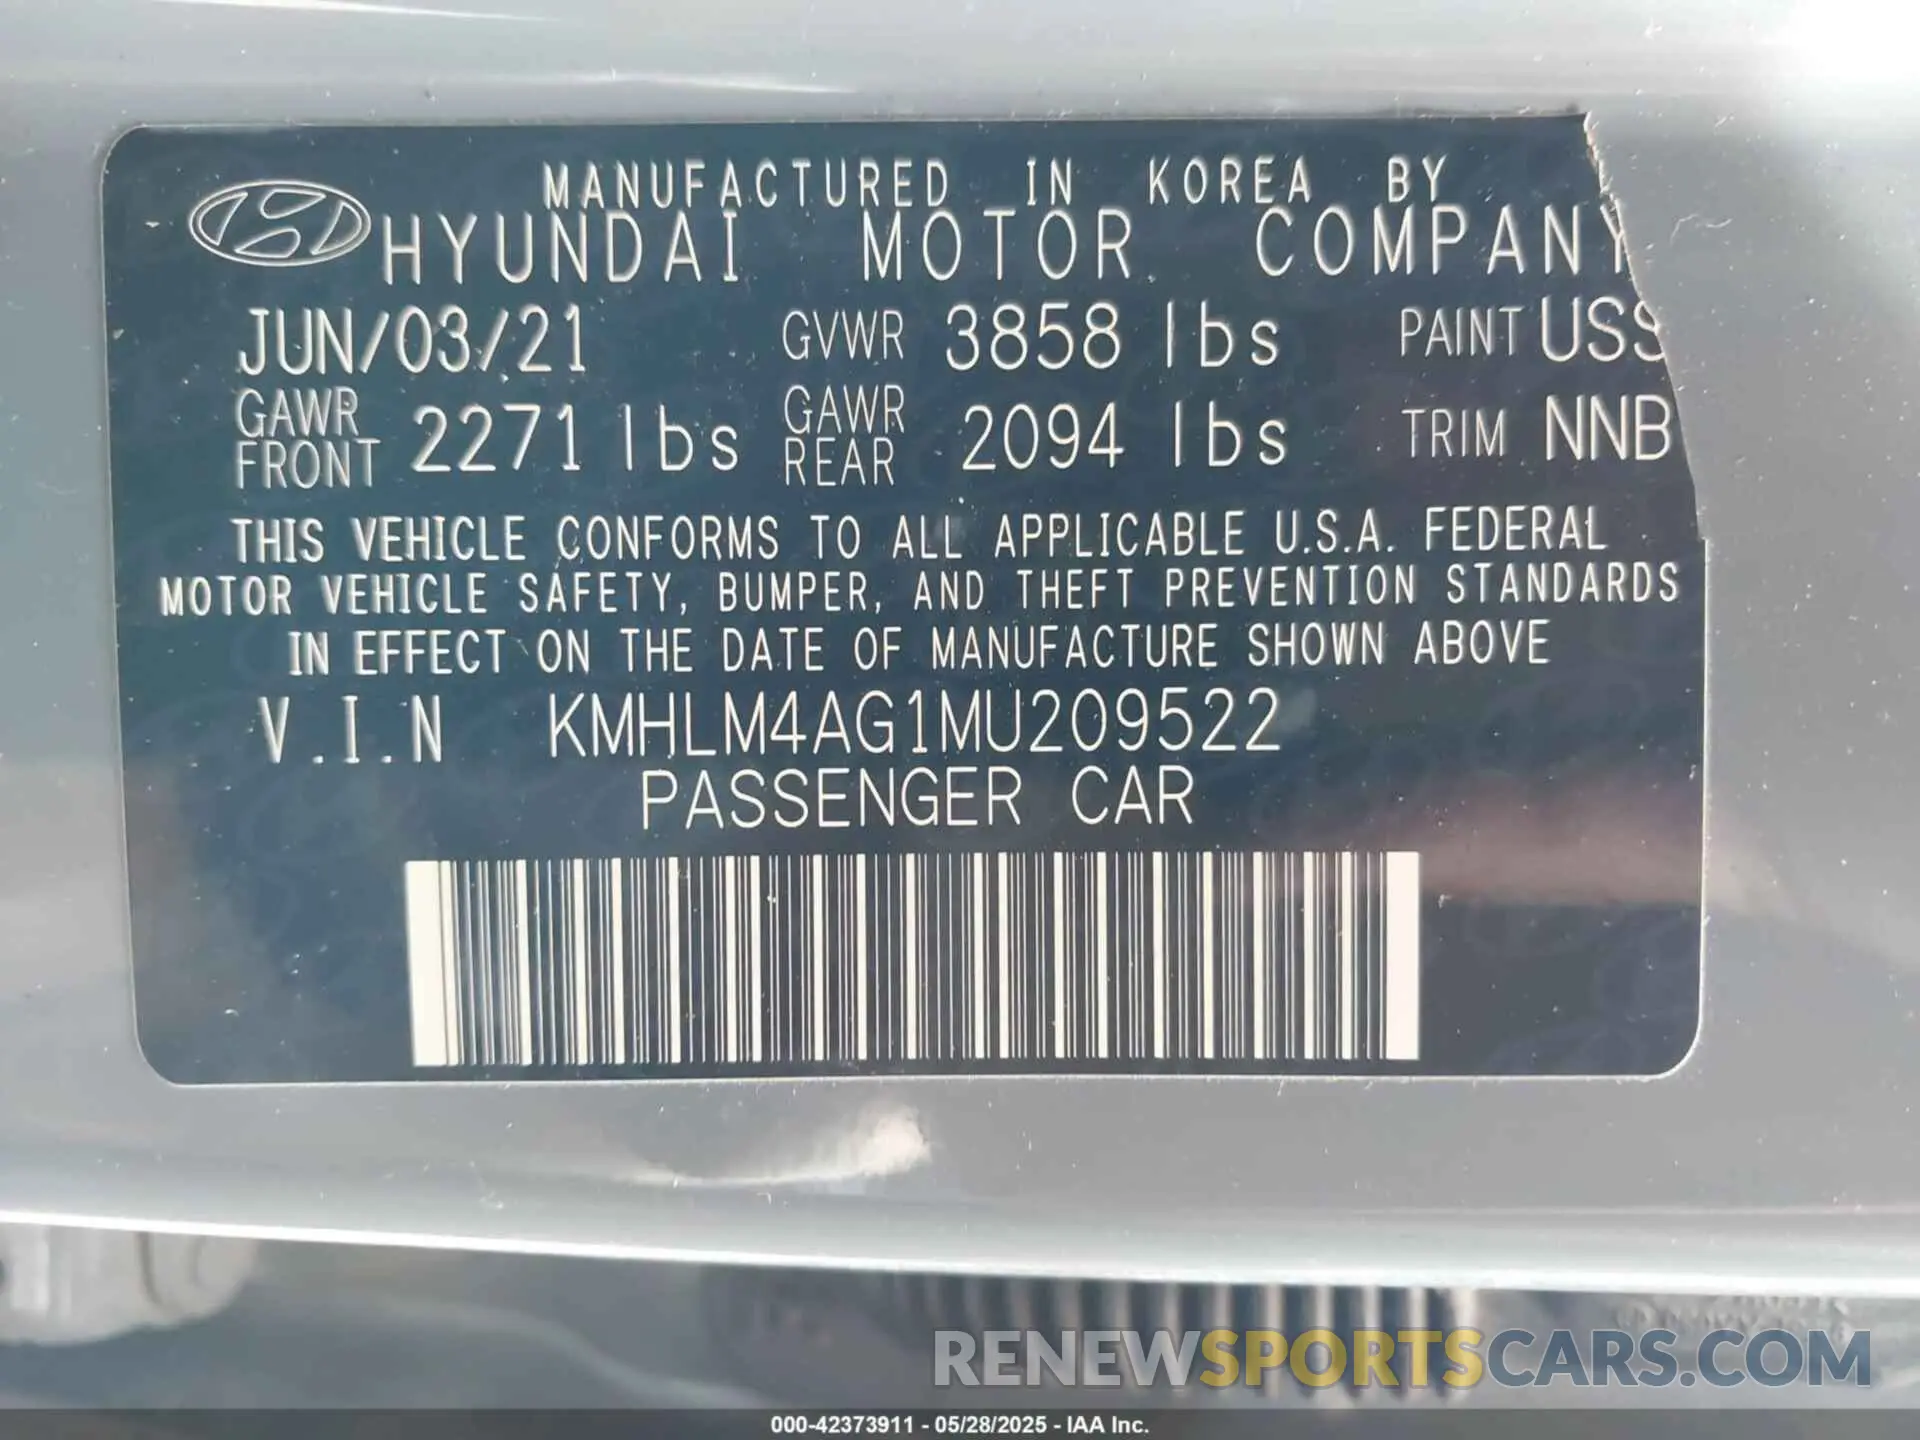 MANUFACTURED IN KOREA BY
HYUNDAI MOTOR COMPANY
JUN/03/21 GVWR 3858 lbs PAINT USS
GAWR FRONT 2271 lbs GAWR REAR 2094 lbs TRIM NNB
THIS VEHICLE CONFORMS TO ALL APPLICABLE U.S.A. FEDERAL
MOTOR VEHICLE SAFETY, BUMPER, AND THEFT PREVENTION STANDARDS
IN EFFECT ON THE DATE OF MANUFACTURE SHOWN ABOVE
V.I.N KMHLM4AG1MU209522
PASSENGER CAR
RENEWSPORTSCARS.COM
000-42373911 - 05/28/2025 - IAA Inc.